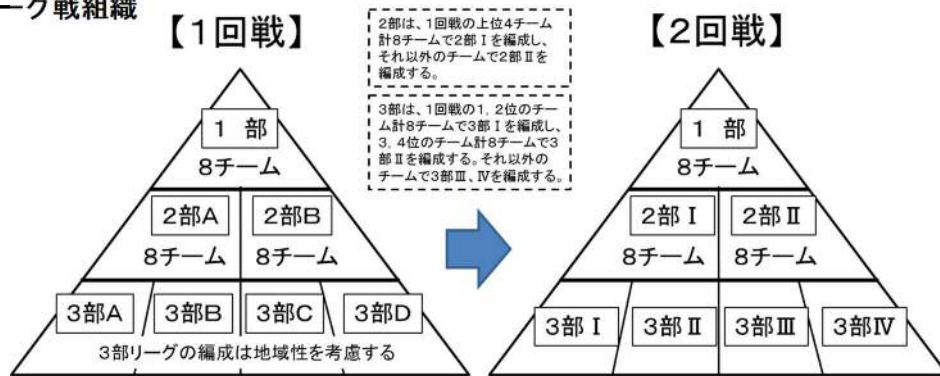 ーグ戦組織
【1回戦】
1 部
8チーム
2部A
2部B
8チーム
8チーム
3部A
3部B
3部C
3部D
3部リーグの編成は地域性を考慮する
2部は、1回戦の上位4チーム
計8チームで2部Ⅰを編成し、
それ以外のチームで2部Ⅱを
編成する。
3部は、1回戦の1, 2位のチー
ム計8チームで3部Ⅰを編成し、
3, 4位のチーム計8チームで3
部Ⅱを編成する。それ以外の
チームで3部Ⅲ、Ⅳを編成する。
【2回戦】
1 部
8チーム
2部Ⅰ
2部Ⅱ
8チーム
8チーム
3部Ⅰ
3部Ⅱ
3部Ⅲ
3部Ⅳ